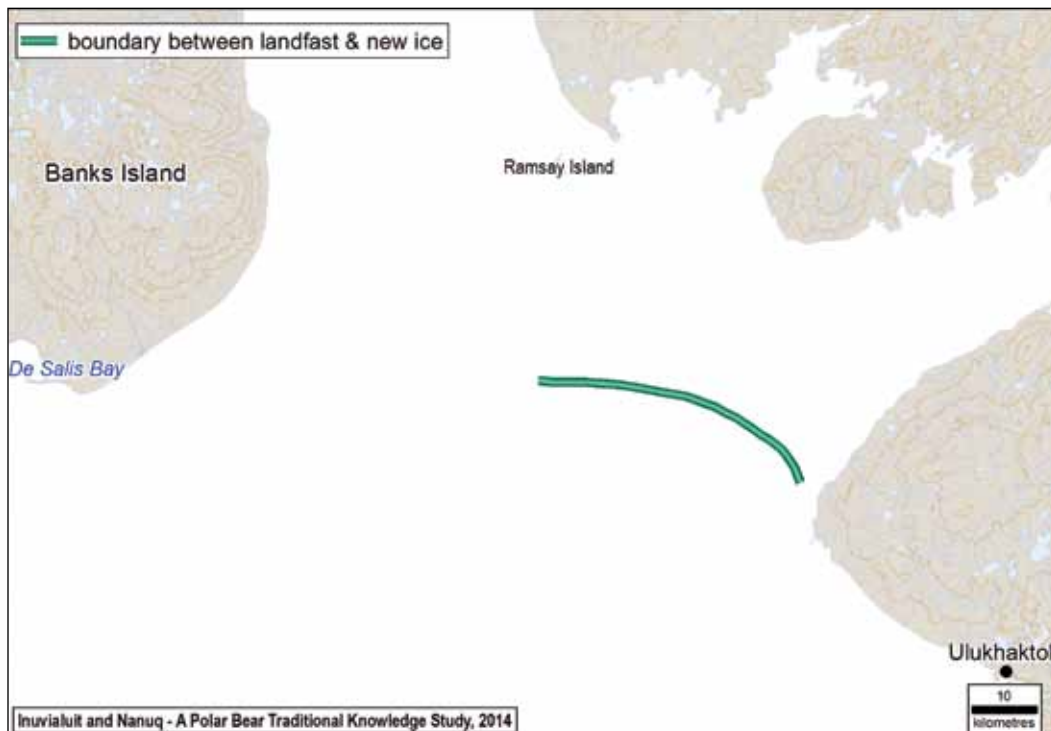 boundary between landfast & new ice
Banks Island
Ramsay Island
De Salis Bay
Ulukhaktok
10
kilometres
Inuvialuit and Nanuq - A Polar Bear Traditional Knowledge Study, 2014